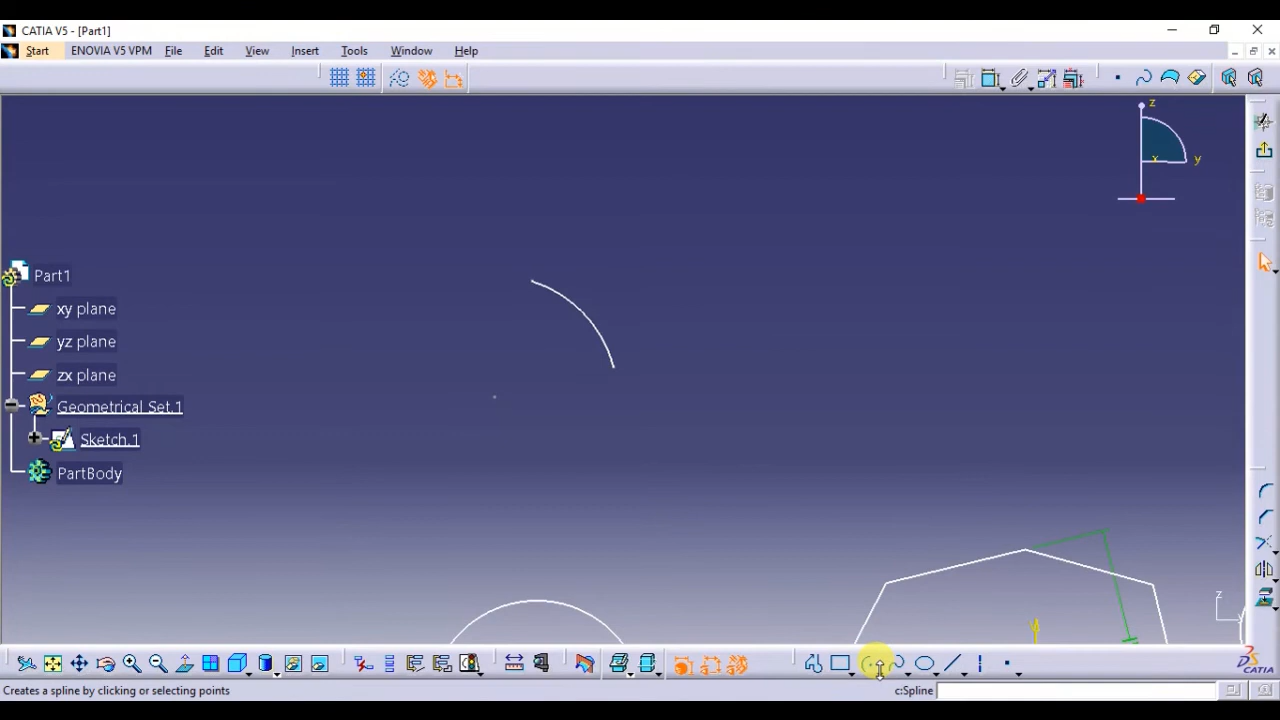 CATIA V5 - [Part1]
Start ENOVIA V5 VPM File Edit View Insert Tools Window Help
z
x y
Part1
xy plane
yz plane
zx plane
Geometrical Set.1
Sketch.1
PartBody
z
CATIA
Creates a spline by clicking or selecting points c:Spline